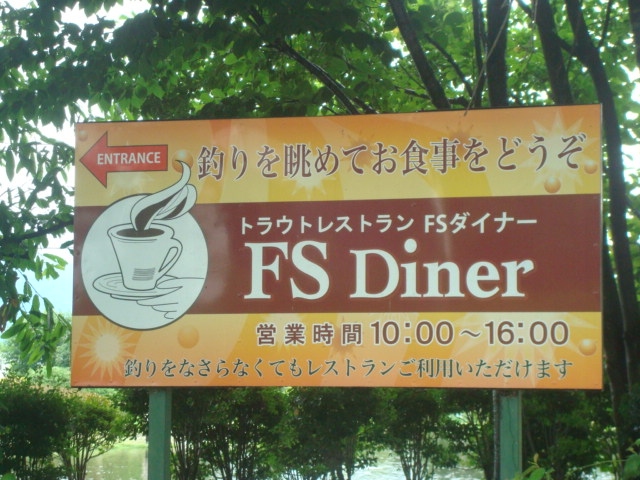 ENTRANCE
釣りを眺めてお食事をどうぞ
トラウトレストラン FSダイナー
FS Diner
営業時間 10:00~16:00
釣りをなさらなくてもレストランご利用いただけます